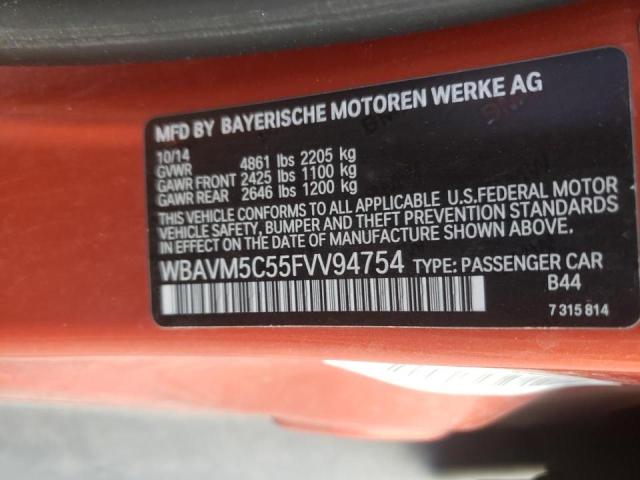 MFD BY BAYERISCHE MOTOREN WERKE AG
10/14
GVWR 4861 lbs 2205 kg
GAWR FRONT 2425 lbs 1100 kg
GAWR REAR 2646 lbs 1200 kg
THIS VEHICLE CONFORMS TO ALL APPLICABLE U.S.FEDERAL MOTOR
VEHICLE SAFETY, BUMPER AND THEFT PREVENTION STANDARDS
IN EFFECT ON THE DATE OF MANUFACTURE SHOWN ABOVE.
WBAVM5C55FVV94754 TYPE: PASSENGER CAR
B44
7 315 814